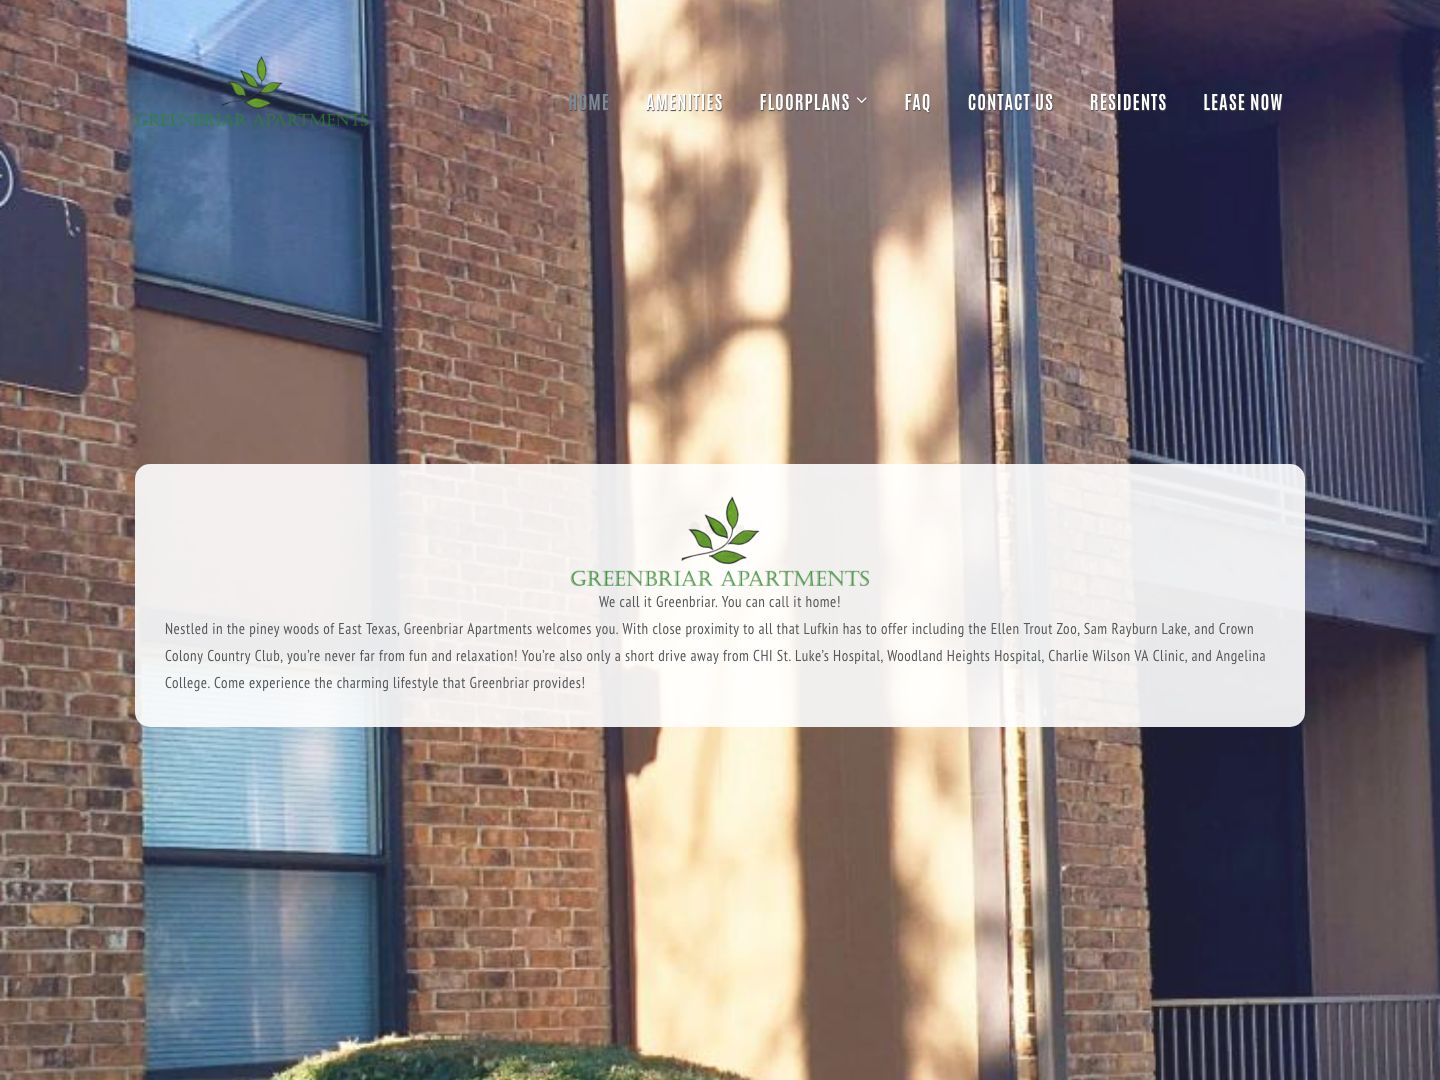 GREENBRIAR APARTMENTS
HOME AMENITIES FLOORPLANS FAQ CONTACT US RESIDENTS LEASE NOW
GREENBRIAR APARTMENTS
We call it Greenbriar. You can call it home!
Nestled in the piney woods of East Texas, Greenbriar Apartments welcomes you. With close proximity to all that Lufkin has to offer including the Ellen Trout Zoo, Sam Rayburn Lake, and Crown
Colony Country Club, you're never far from fun and relaxation! You're also only a short drive away from CHI St. Luke's Hospital, Woodland Heights Hospital, Charlie Wilson VA Clinic, and Angelina
College. Come experience the charming lifestyle that Greenbriar provides!